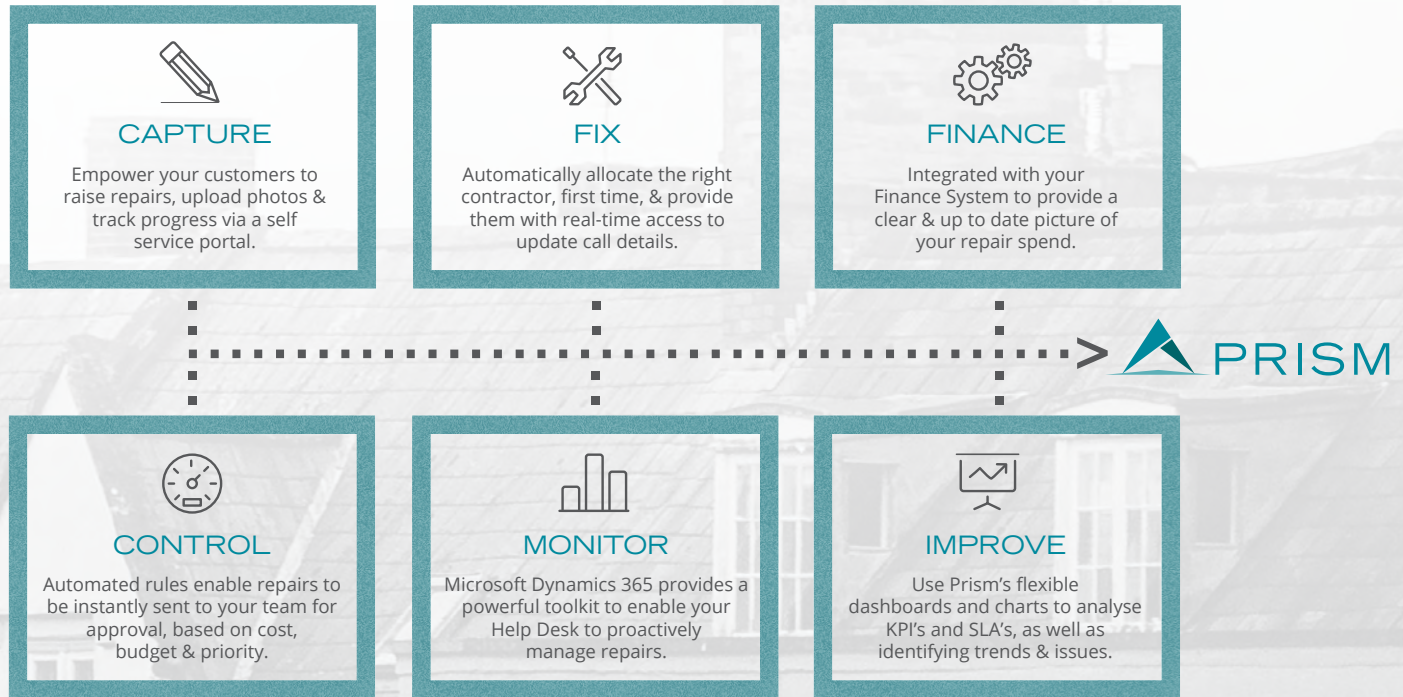 CAPTURE
Empower your customers to
raise repairs, upload photos &
track progress via a self
service portal.
FIX
Automatically allocate the right
contractor, first time, & provide
them with real-time access to
update call details.
FINANCE
Integrated with your
Finance System to provide a
clear & up to date picture of
your repair spend.
PRISM
CONTROL
Automated rules enable repairs to
be instantly sent to your team for
approval, based on cost,
budget & priority.
MONITOR
Microsoft Dynamics 365 provides a
powerful toolkit to enable your
Help Desk to proactively
manage repairs.
IMPROVE
Use Prism’s flexible
dashboards and charts to analyse
KPI’s and SLA’s, as well as
identifying trends & issues.